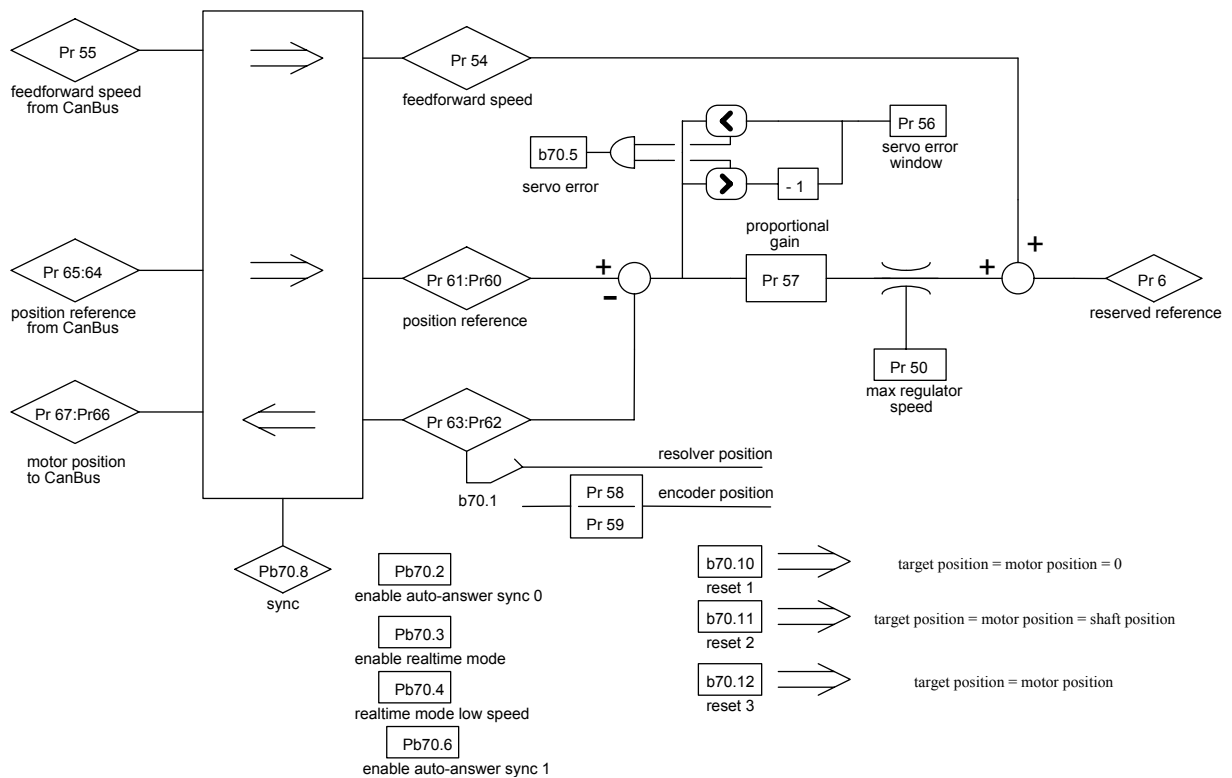 Pr 55
feedforward speed
from CanBus
Pr 54
feedforward speed
<
b70.5
servo error
>
- 1
Pr 56
servo error
window
+
Pr 65:64
position reference
from CanBus
Pr 61:Pr60
position reference
+
-
proportional
gain
Pr 57
+
Pr 6
reserved reference
Pr 50
max regulator
speed
Pr 67:Pr66
motor position
to CanBus
Pr 63:Pr62
b70.1
resolver position
Pr 58
Pr 59
encoder position
Pb70.8
sync
Pb70.2
enable auto-answer sync 0
Pb70.3
enable realtime mode
Pb70.4
realtime mode low speed
Pb70.6
enable auto-answer sync 1
b70.10
reset 1
target position = motor position = 0
b70.11
reset 2
target position = motor position = shaft position
b70.12
reset 3
target position = motor position